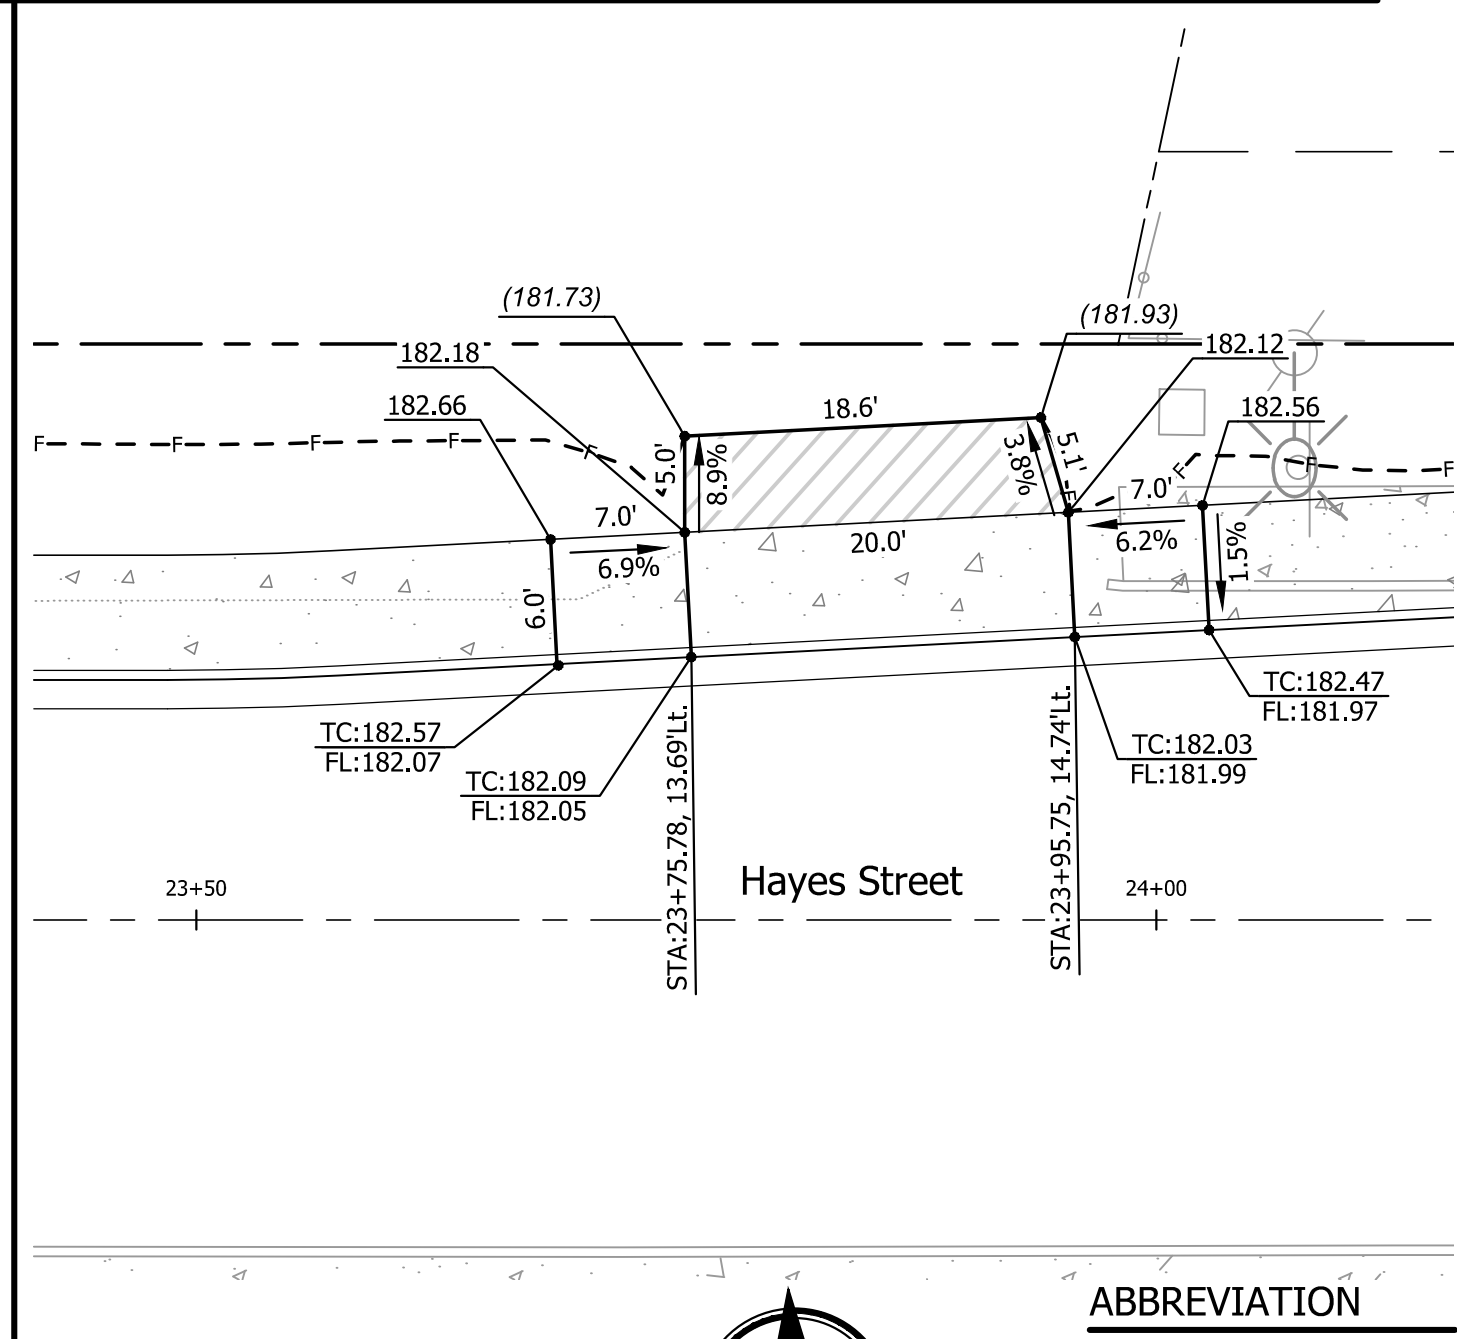 (181.73)
(181.93)
182.18
182.12
182.66
182.56
18.6'
F
F
F
F
F
5.0'
8.9%
3.8%
5.1'
F
7.0'
F
F
F
7.0'
6.9%
20.0'
6.2%
1.5%
6.0'
TC:182.57
FL:182.07
TC:182.09
FL:182.05
TC:182.47
FL:181.97
TC:182.03
FL:181.99
STA:23+75.78, 13.69'Lt.
STA:23+95.75, 14.74'Lt.
Hayes Street
23+50
24+00
ABBREVIATION